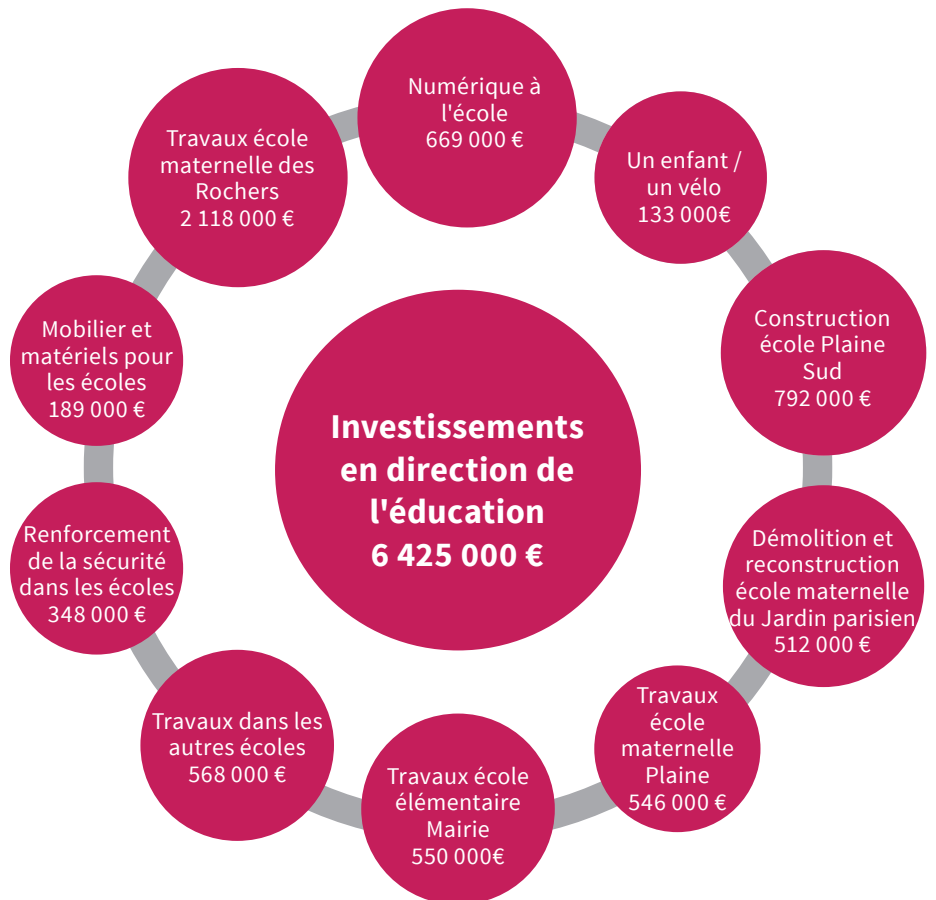 Numérique à
l'école
669 000 €
Un enfant /
un vélo
133 000€
Construction
école Plaine
Sud
792 000 €
Démolition et
reconstruction
école maternelle
du Jardin parisien
512 000 €
Travaux
école
maternelle
Plaine
546 000 €
Travaux école
élémentaire
Mairie
550 000€
Travaux dans les
autres écoles
568 000 €
Renforcement
de la sécurité
dans les écoles
348 000 €
Mobilier et
matériels pour
les écoles
189 000 €
Travaux école
maternelle des
Rochers
2 118 000 €
Investissements
en direction de
l'éducation
6 425 000 €